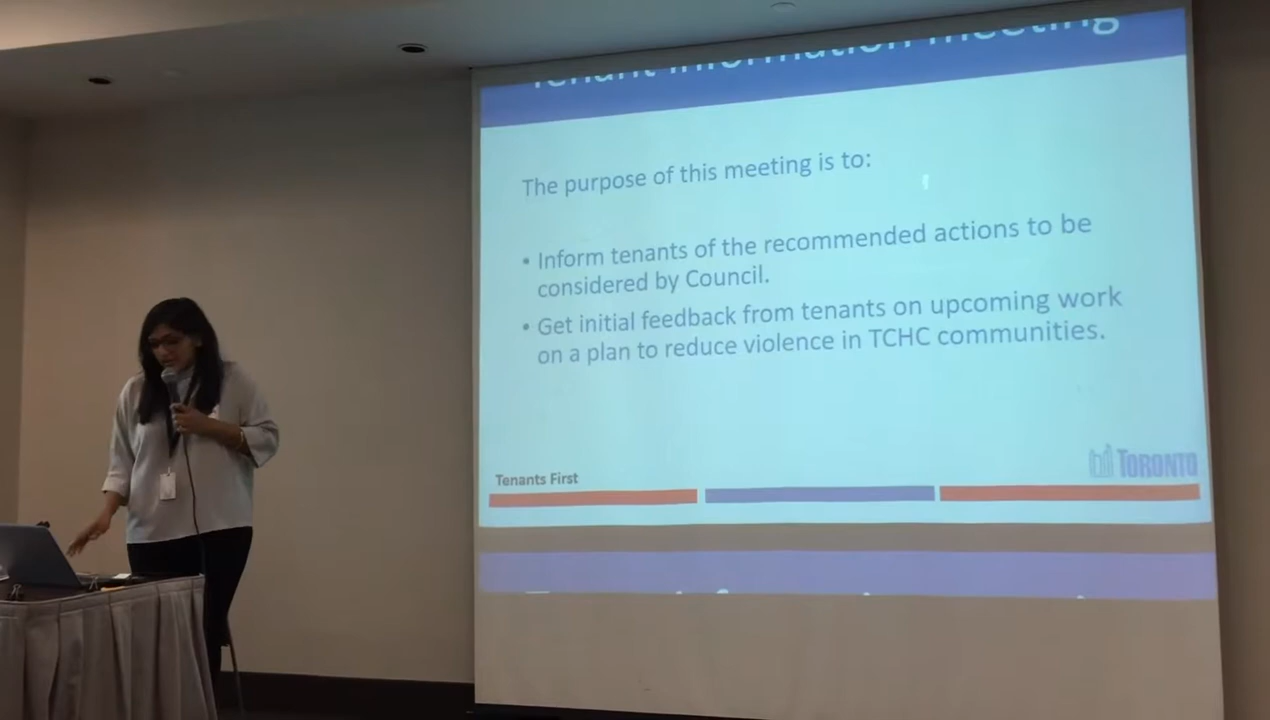 Tenant information meeting
The purpose of this meeting is to:
• Inform tenants of the recommended actions to be
considered by Council.
• Get initial feedback from tenants on upcoming work
on a plan to reduce violence in TCHC communities.
Tenants First
TORONTO